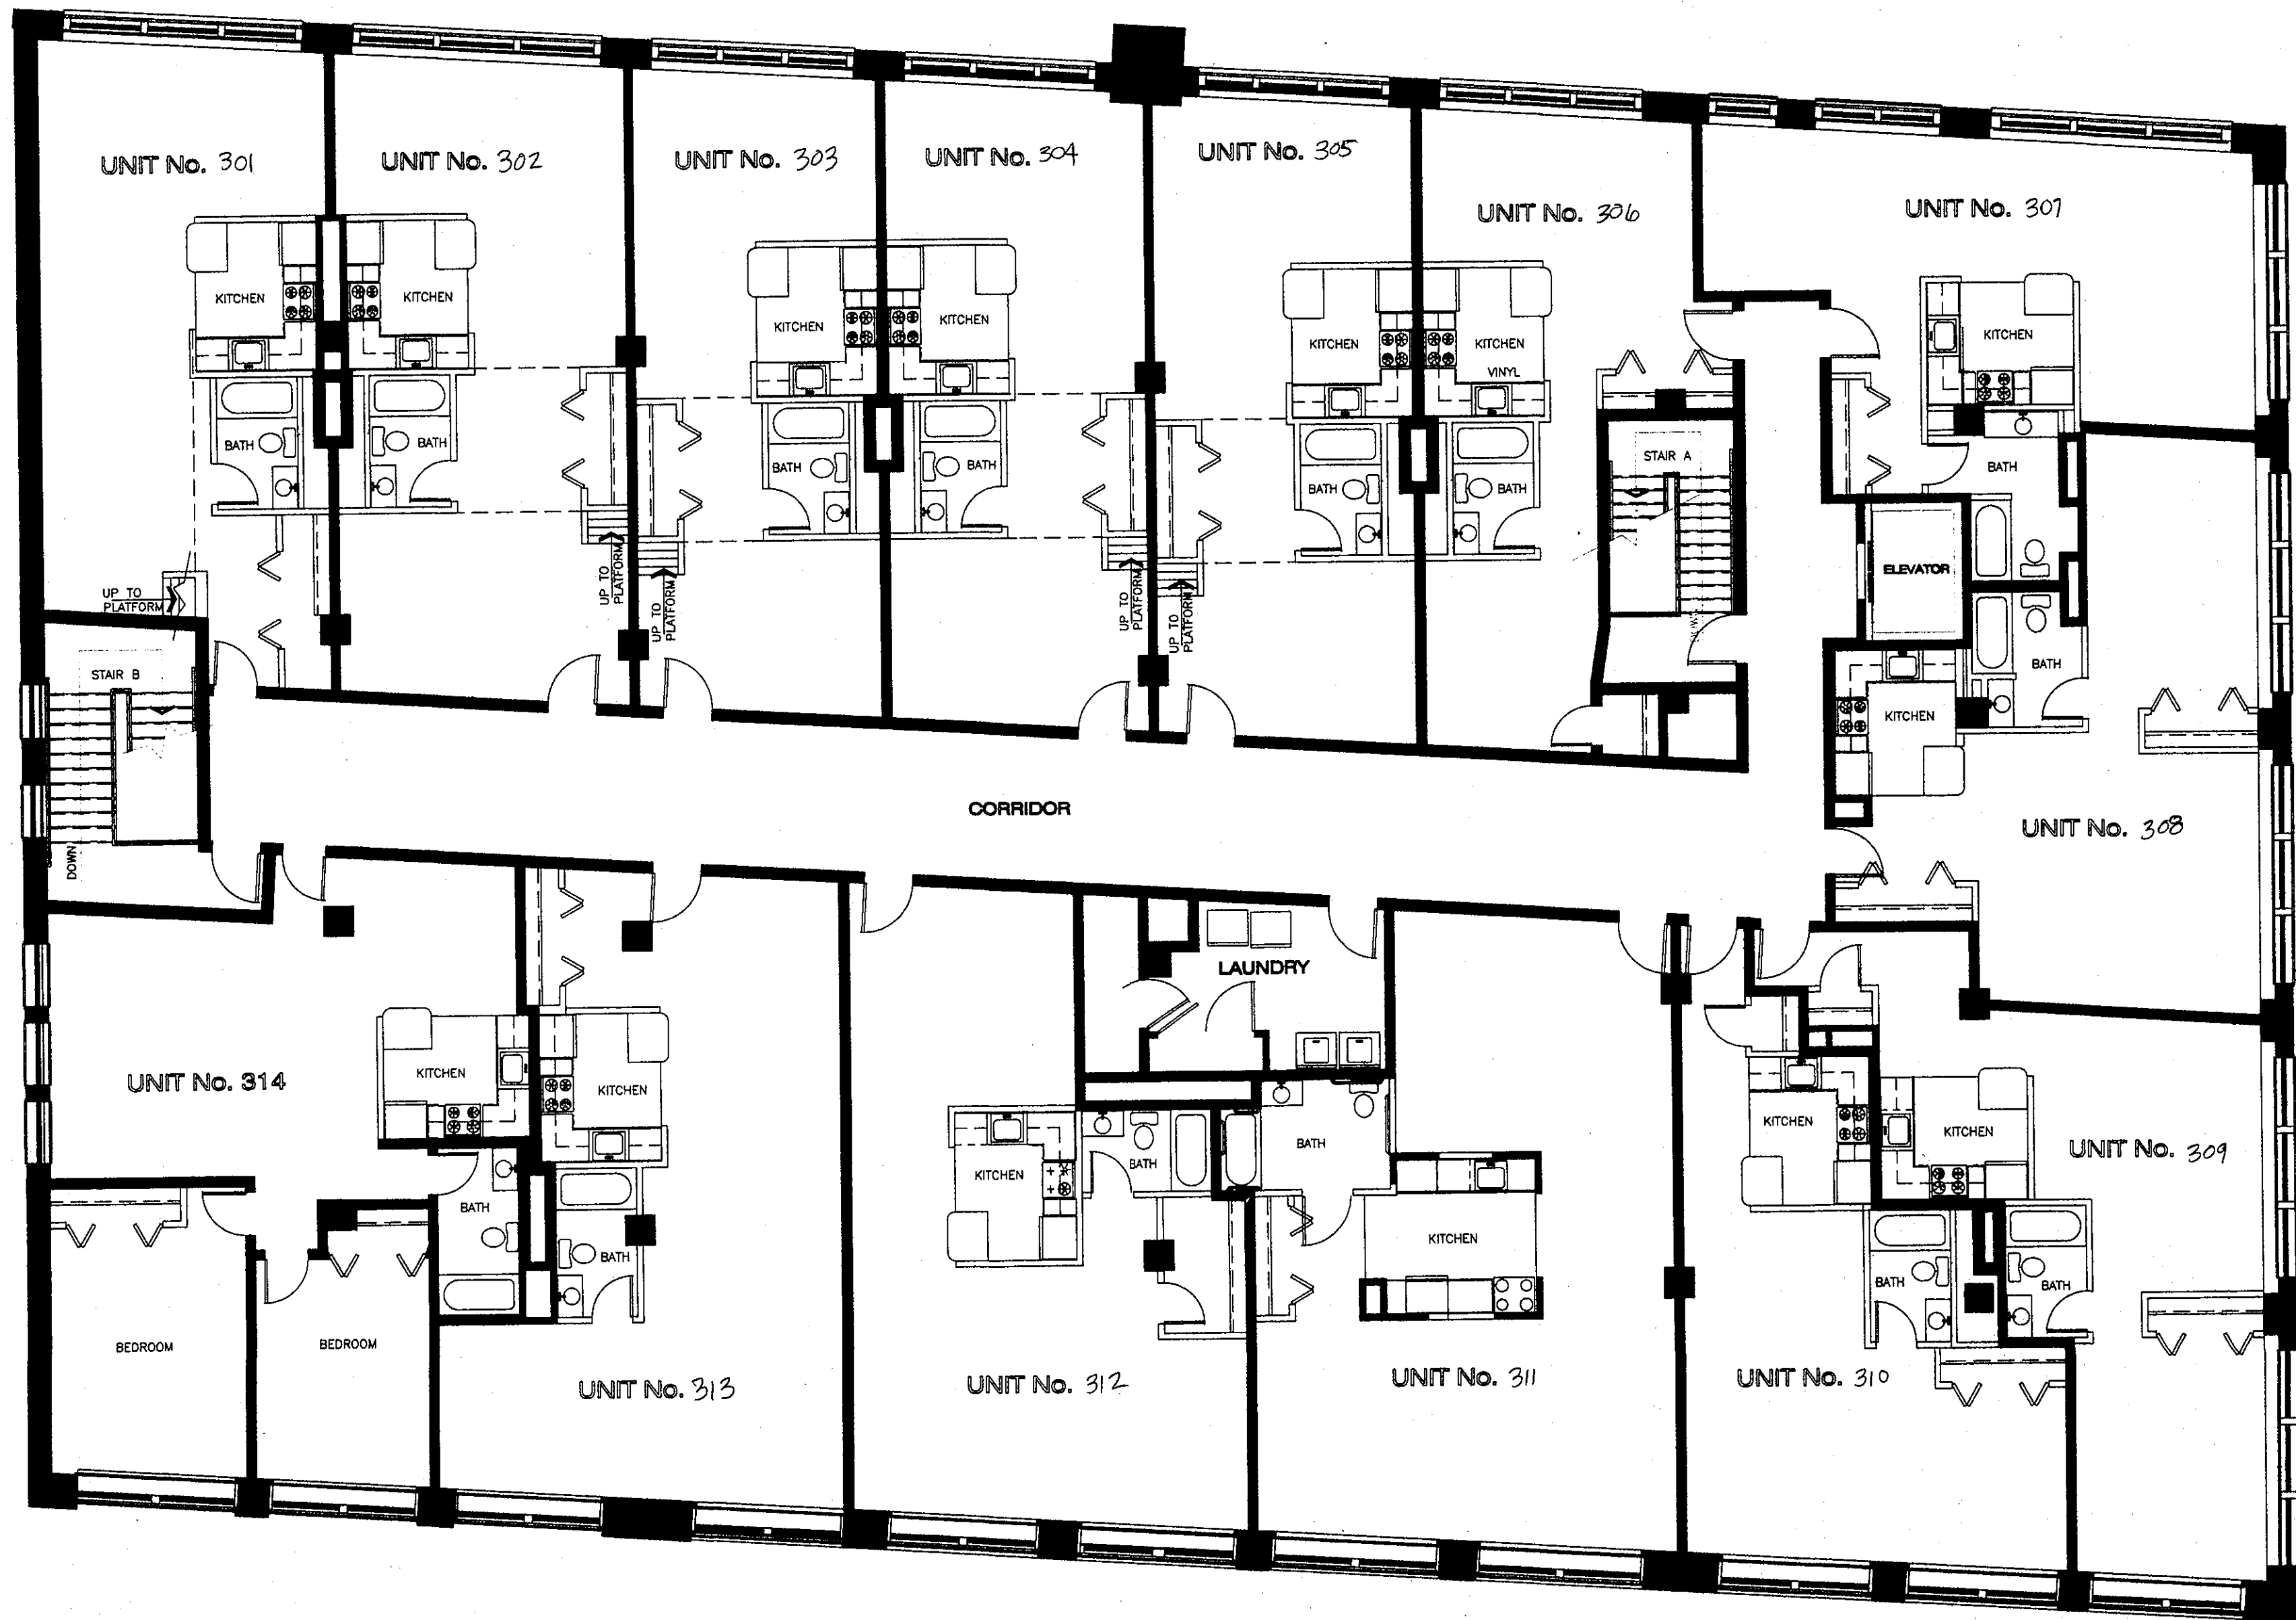 UNIT No. 301
UNIT No. 302
UNIT No. 303
UNIT No. 304
UNIT No. 305
UNIT No. 306
UNIT No. 307
KITCHEN
KITCHEN
KITCHEN
KITCHEN
KITCHEN
KITCHEN
VINYL
KITCHEN
BATH
BATH
BATH
BATH
BATH
BATH
STAIR A
BATH
UP TO
PLATFORM
UP TO
PLATFORM
UP TO
PLATFORM
UP TO
PLATFORM
UP TO
PLATFORM
ELEVATOR
STAIR B
BATH
KITCHEN
CORRIDOR
UNIT No. 308
DOWN
LAUNDRY
UNIT No. 314
KITCHEN
KITCHEN
KITCHEN
BATH
BATH
KITCHEN
KITCHEN
UNIT No. 309
BATH
BATH
KITCHEN
BATH
BATH
BEDROOM
BEDROOM
UNIT No. 313
UNIT No. 312
UNIT No. 311
UNIT No. 310